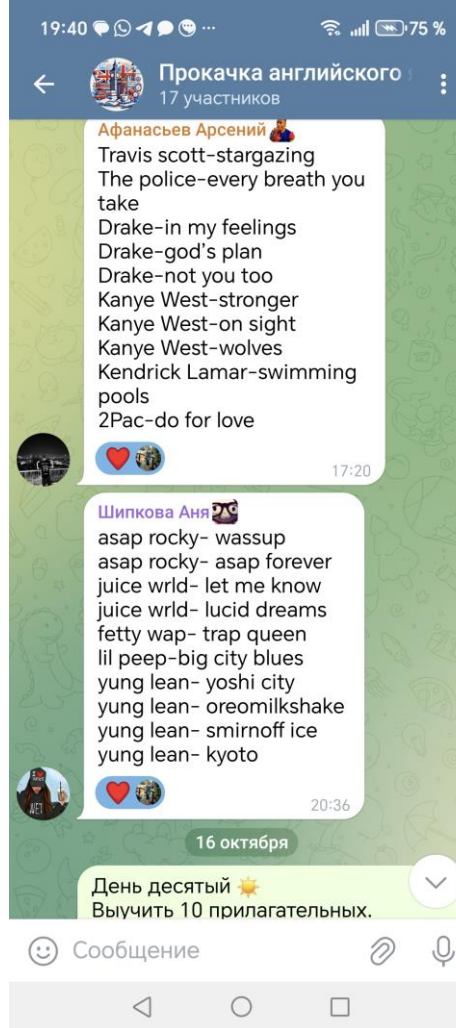 19:40 ... 75 %
Прокачка английского
17 участников
Афанасьев Арсений
Travis scott-stargazing
The police-every breath you
take
Drake-in my feelings
Drake-god's plan
Drake-not you too
Kanye West-stronger
Kanye West-on sight
Kanye West-wolves
Kendrick Lamar-swimming
pools
2Pac-do for love
17:20
Шипкова Аня
asap rocky- wassup
asap rocky- asap forever
juice wrld- let me know
juice wrld- lucid dreams
fetty wap- trap queen
lil peep-big city blues
yung lean- yoshi city
yung lean- oreomilkshake
yung lean- smirnoff ice
yung lean- kyoto
20:36
16 октября
День десятый
Выучить 10 прилагательных.
Сообщение